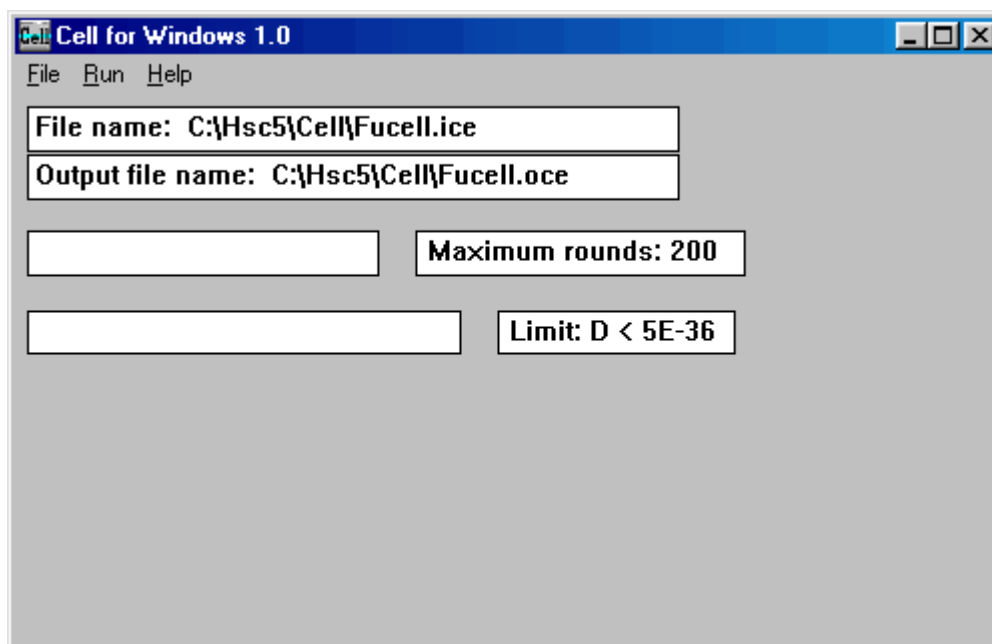 Cell Cell for Windows 1.0
File Run Help
File name: C:\Hsc5\Cell\Fucell.ice
Output file name: C:\Hsc5\Cell\Fucell.oce
Maximum rounds: 200
Limit: D < 5E-36